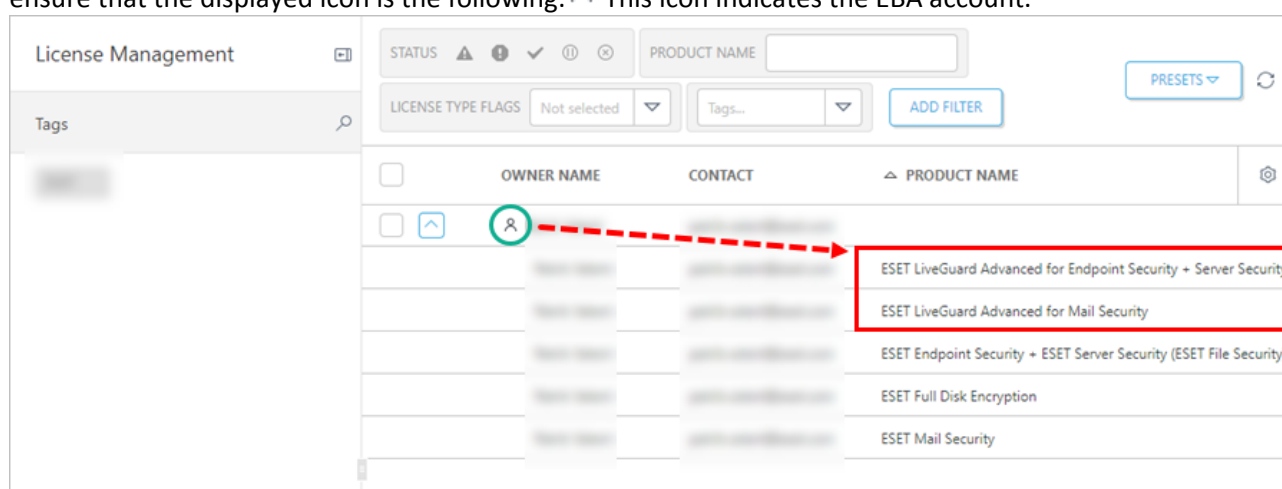 ensure that the displayed icon is the following: This icon indicates the EBA account.
License Management
Tags
STATUS
PRODUCT NAME
PRESETS
LICENSE TYPE FLAGS Not selected Tags... ADD FILTER
OWNER NAME CONTACT PRODUCT NAME
ESET LiveGuard Advanced for Endpoint Security + Server Security
ESET LiveGuard Advanced for Mail Security
ESET Endpoint Security + ESET Server Security (ESET File Security
ESET Full Disk Encryption
ESET Mail Security